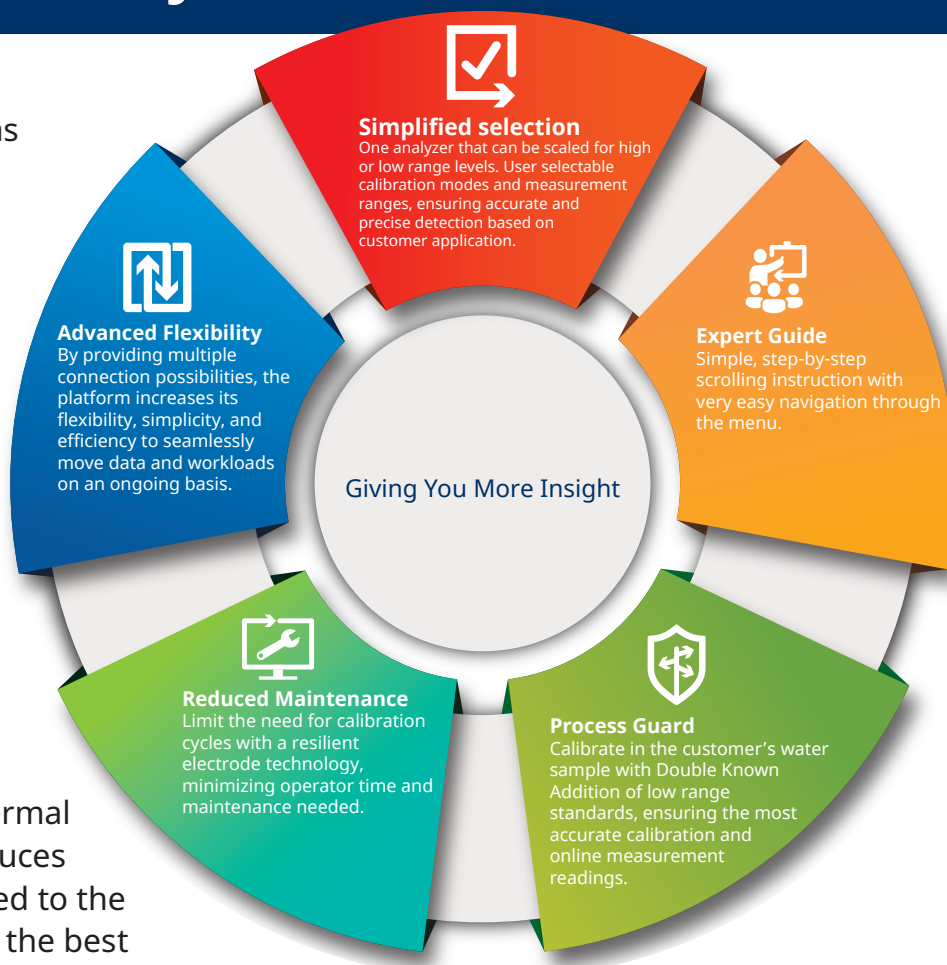 Simplified selection
One analyzer that can be scaled for high
or low range levels. User selectable
calibration modes and measurement
ranges, ensuring accurate and
precise detection based on
customer application.
Advanced Flexibility
By providing multiple
connection possibilities, the
platform increases its
flexibility, simplicity, and
efficiency to seamlessly
move data and workloads
on an ongoing basis.
Expert Guide
Simple, step-by-step
scrolling instruction with
very easy navigation through
the menu.
Giving You More Insight
Reduced Maintenance
Limit the need for calibration
cycles with a resilient
electrode technology,
minimizing operator time and
maintenance needed.
Process Guard
Calibrate in the customer's water
sample with Double Known
Addition of low range
standards, ensuring the most
accurate calibration and
online measurement
readings.
to the
the best